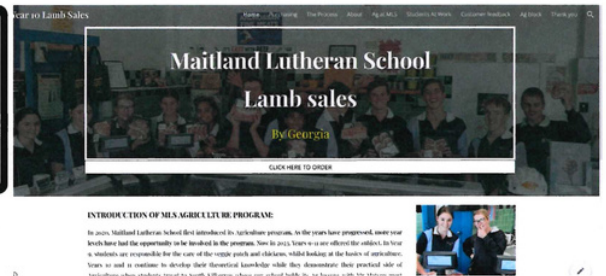 Year 10 Lamb Sales
Home
The Process
About
Ag at MLS
Students At Work
Customer Feedback
Ag block
Thank you
Maitland Lutheran School
Lamb sales
By Georgia
CLICK HERE TO ORDER
INTRODUCTION OF MLS AGRICULTURE PROGRAM:
In 2020, Maitland Lutheran School first introduced its Agriculture program. As the years have progressed, more year
levels have had the opportunity to be involved in the program. Now in 2023, Years 9-11 are offered the subject. In Year
9, students are responsible for the care of the veggie patch and chickens, whilst looking at the basics of agriculture.
Years 10 and 11 continue to develop their theoretical knowledge while they demonstrate their practical side of